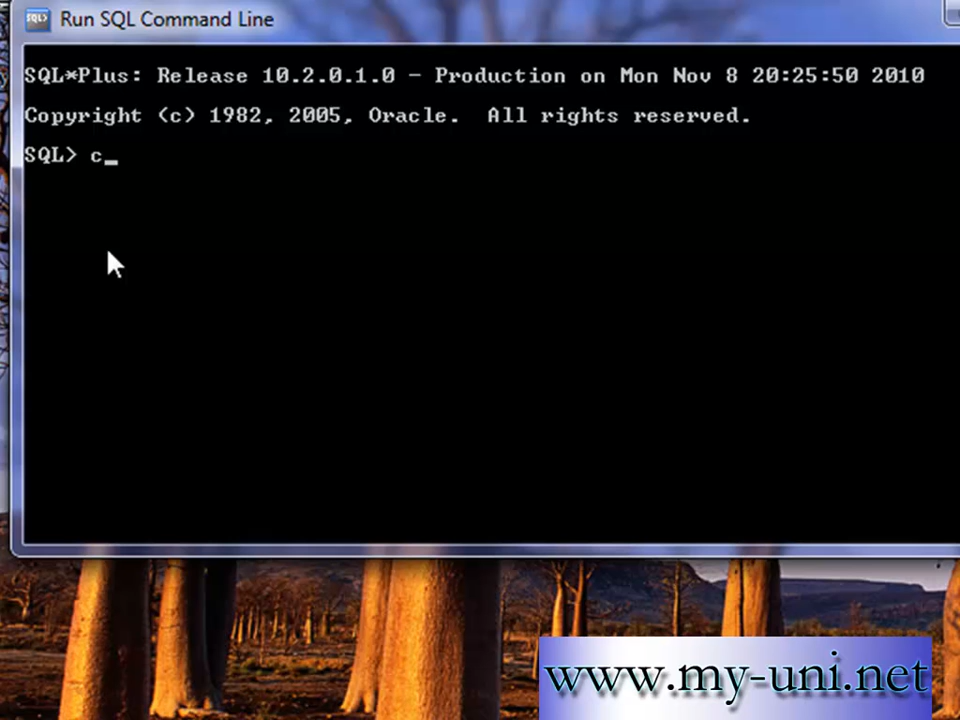 Run SQL Command Line
SQL*Plus: Release 10.2.0.1.0 - Production on Mon Nov 8 20:25:50 2010
Copyright (c) 1982, 2005, Oracle.  All rights reserved.
SQL> c_
www.my-uni.net